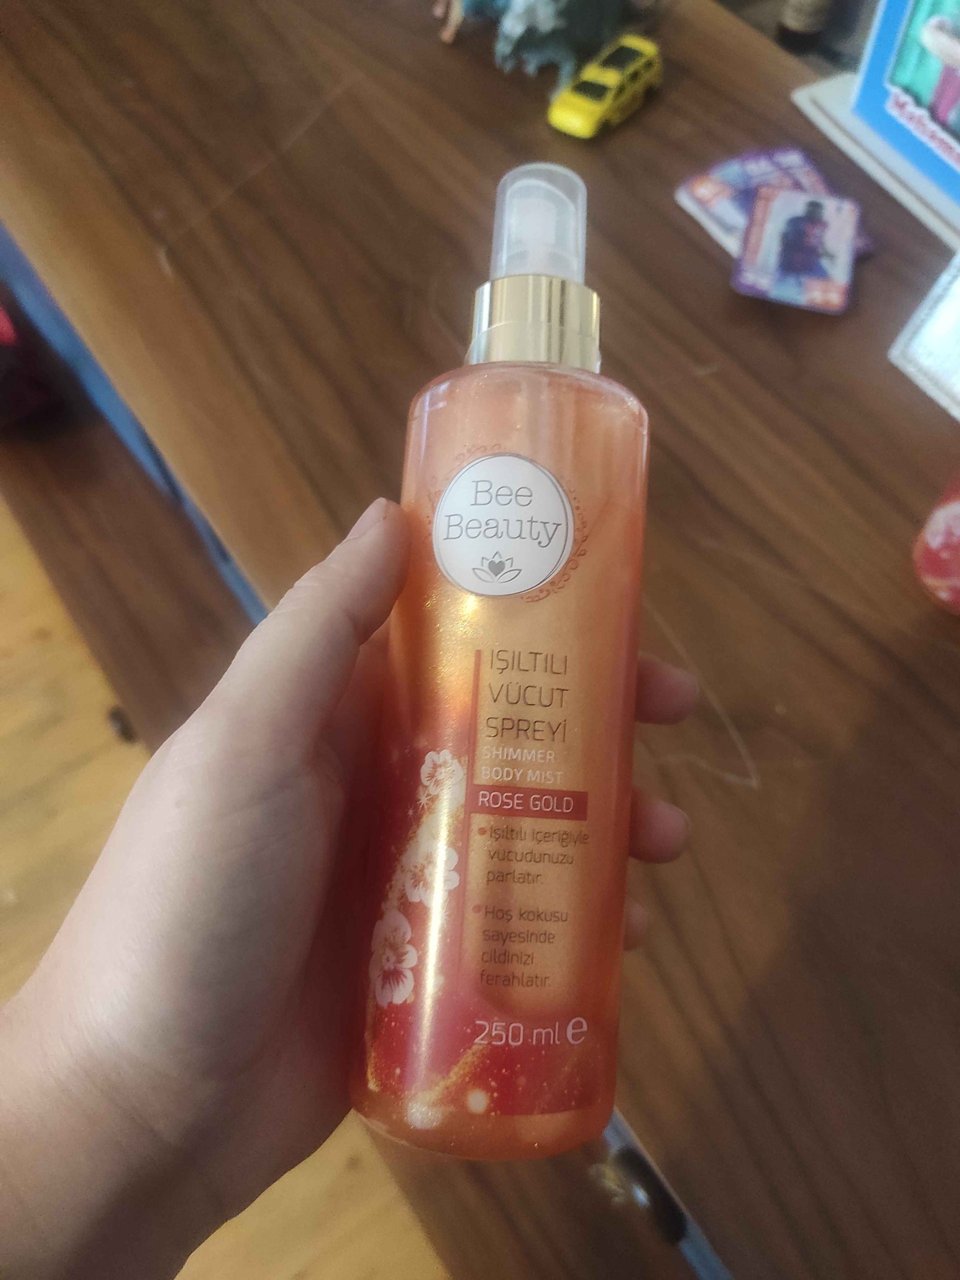 Bee
Beauty
IŞILTILI
VÜCUT
SPREYİ
SHIMMER
BODY MIST
ROSE GOLD
• Işıltılı içeriğiyle
vücudunuzu
parlatır.
• Hoş kokusu
sayesinde
cildinizi
ferahlatır.
250 ml e